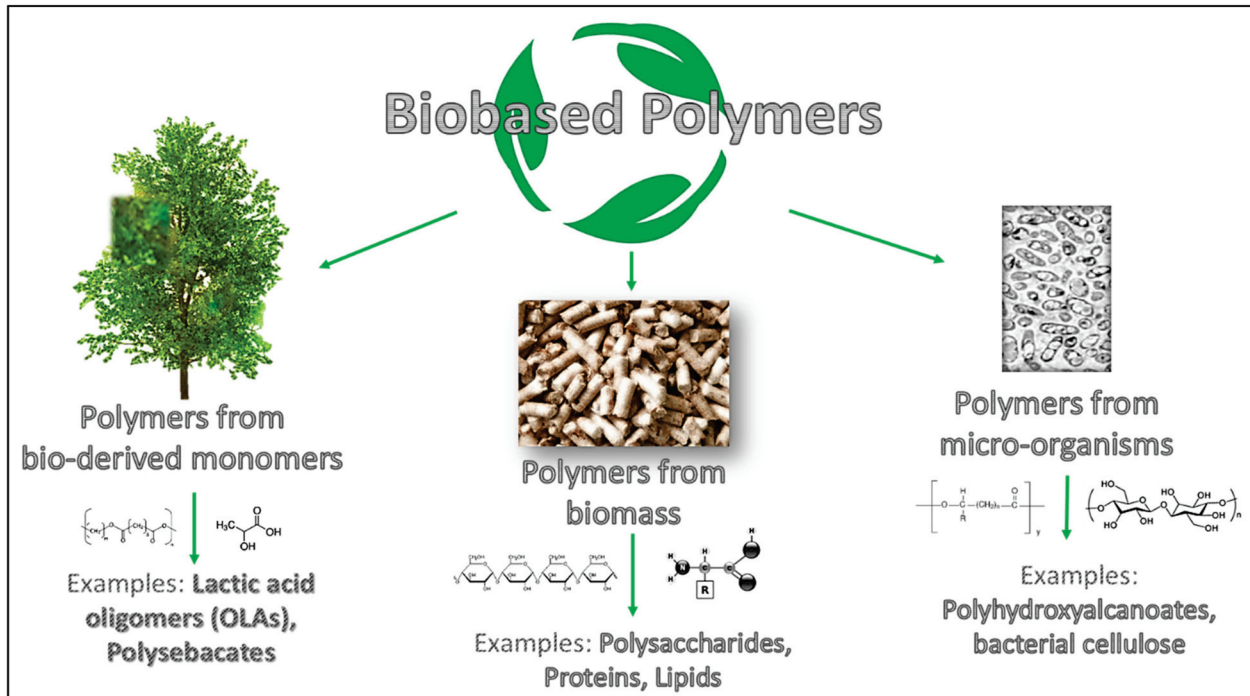 Biobased Polymers
Polymers from
bio-derived monomers
Examples: Lactic acid
oligomers (OLAs),
Polysebacates
Polymers from
biomass
Examples: Polysaccharides,
Proteins, Lipids
Polymers from
micro-organisms
Examples:
Polyhydroxyalcanoates,
bacterial cellulose